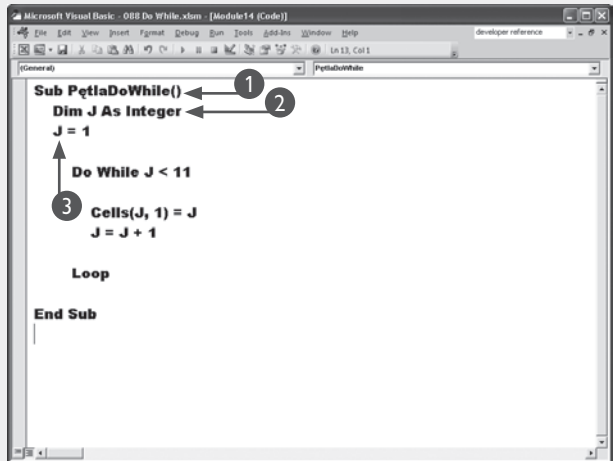 Microsoft Visual Basic - 088 Do While.xlsm - [Module14 (Code)]
File Edit View Insert Format Debug Run Tools Add-Ins Window Help developer reference
Ln 13, Col 1
(General) PętlaDoWhile
Sub PętlaDoWhile() 1
Dim J As Integer 2
J = 1
Do While J < 11
3 Cells(J, 1) = J
J = J + 1
Loop
End Sub